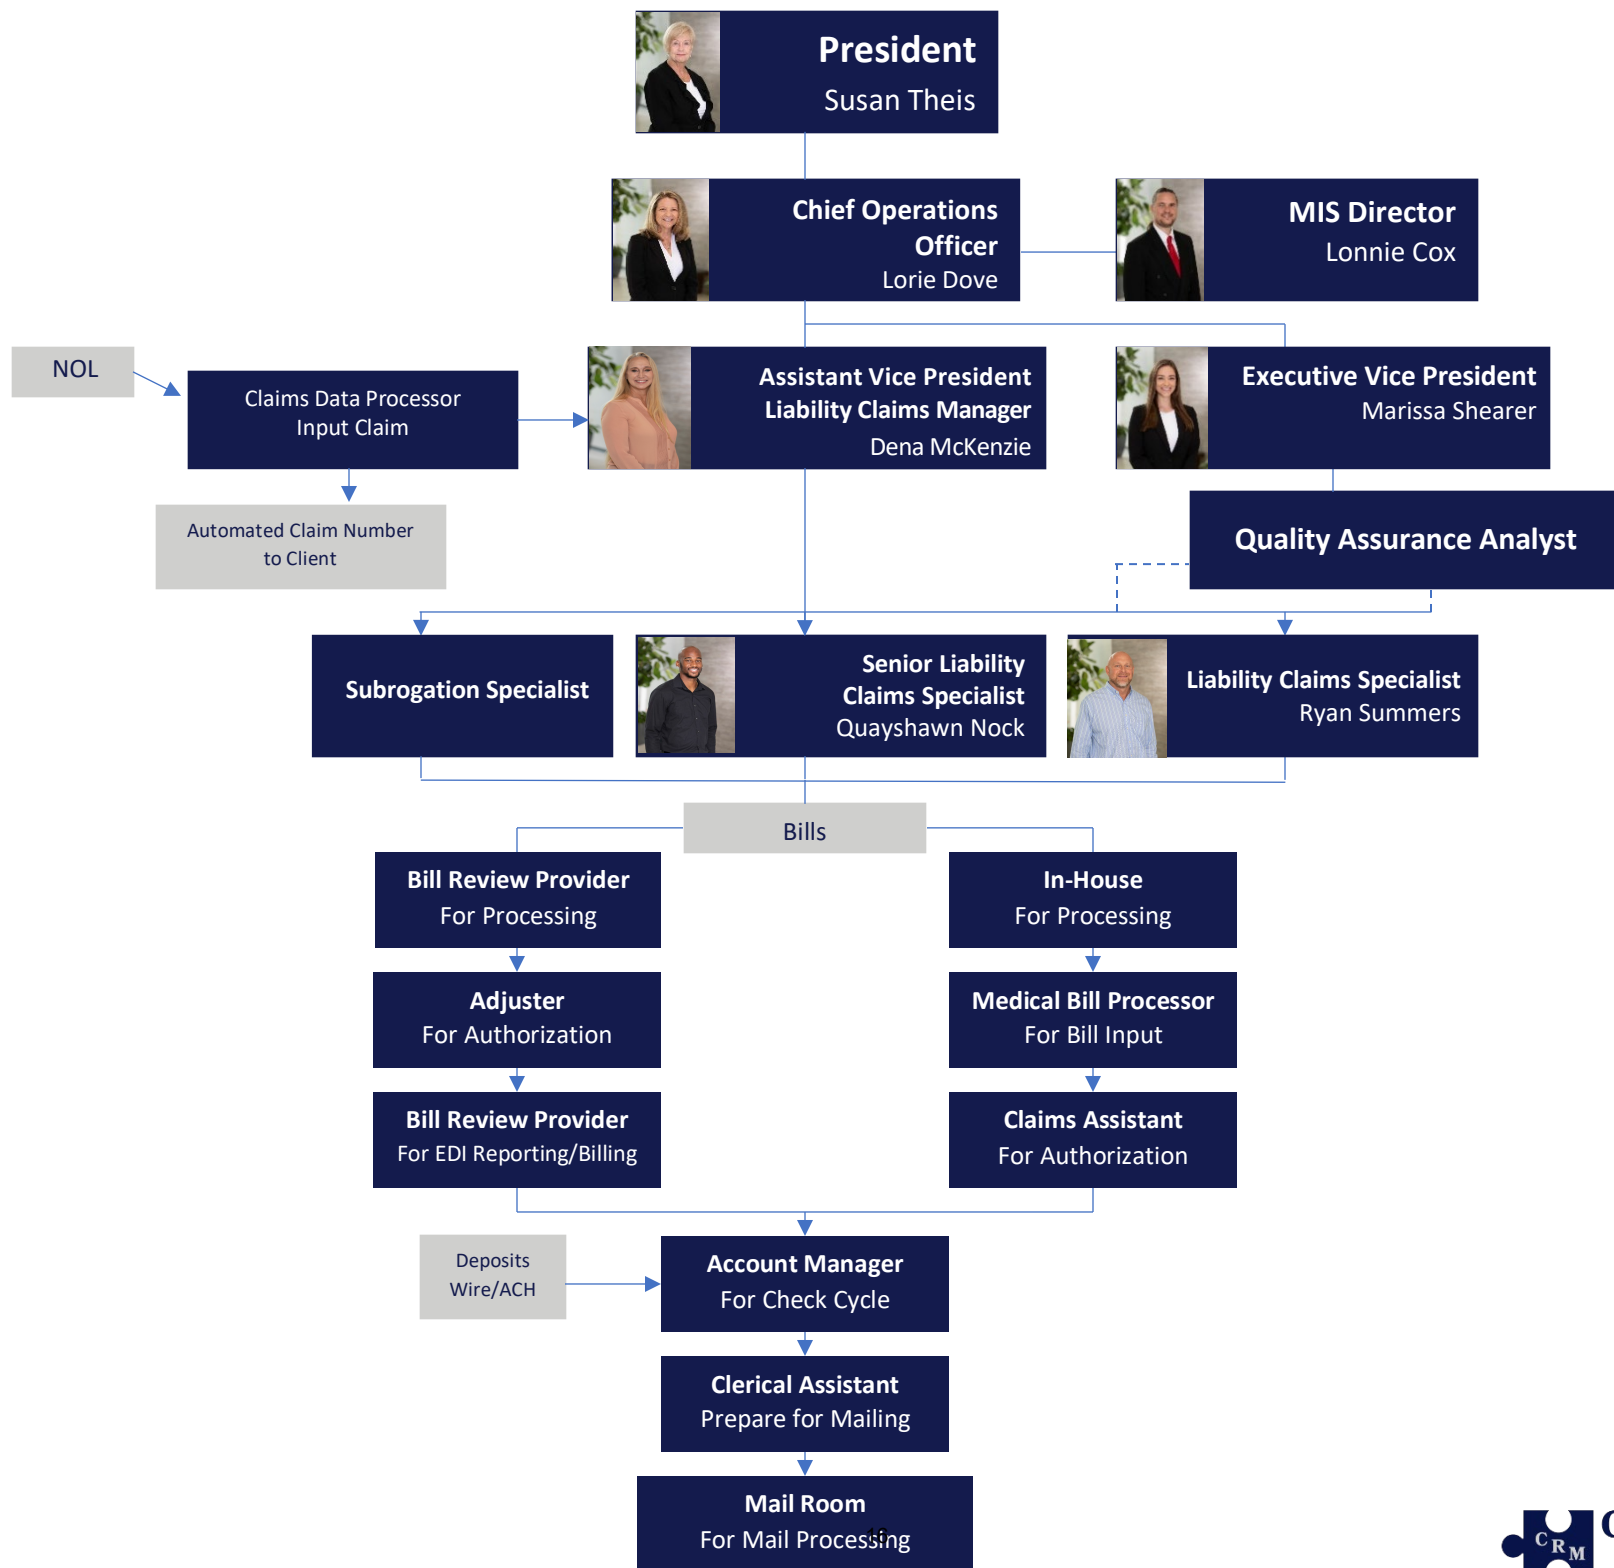 President
Susan Theis
Chief Operations
Officer
Lorie Dove
MIS Director
Lonnie Cox
NOL
Claims Data Processor
Input Claim
Assistant Vice President
Liability Claims Manager
Dena McKenzie
Executive Vice President
Marissa Shearer
Automated Claim Number
to Client
Quality Assurance Analyst
Subrogation Specialist
Senior Liability
Claims Specialist
Quayshawn Nock
Liability Claims Specialist
Ryan Summers
Bills
Bill Review Provider
For Processing
In-House
For Processing
Adjuster
For Authorization
Medical Bill Processor
For Bill Input
Bill Review Provider
For EDI Reporting/Billing
Claims Assistant
For Authorization
Deposits
Wire/ACH
Account Manager
For Check Cycle
Clerical Assistant
Prepare for Mailing
Mail Room
For Mail Processing
CRM